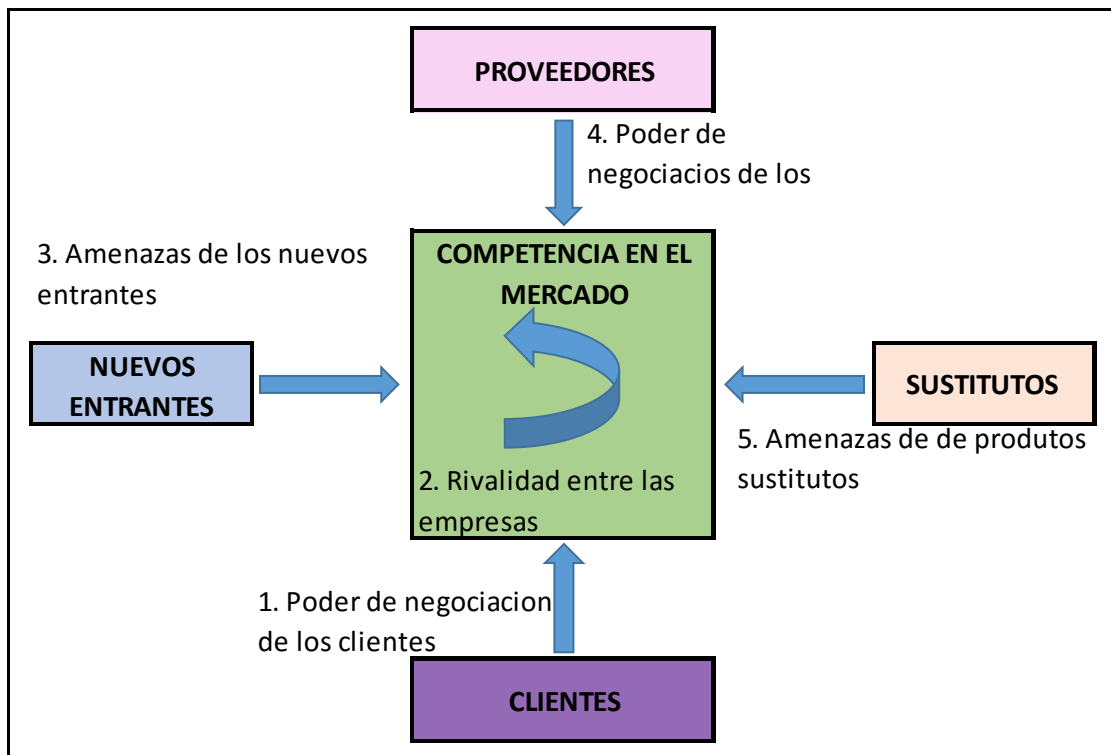 PROVEEDORES
4. Poder de
negociacios de los
3. Amenazas de los nuevos
entrantes
COMPETENCIA EN EL
MERCADO
NUEVOS
ENTRANTES
SUSTITUTOS
5. Amenazas de de produtos
sustitutos
2. Rivalidad entre las
empresas
1. Poder de negociacion
de los clientes
CLIENTES